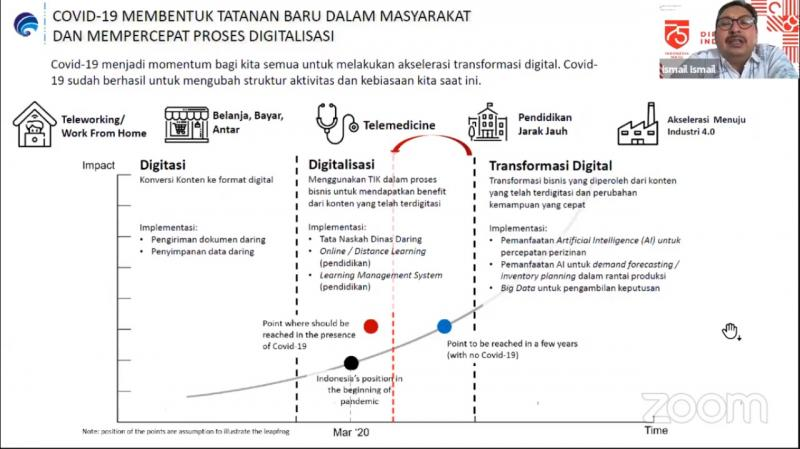 COVID-19 MEMBENTUK TATANAN BARU DALAM MASYARAKAT
DAN MEMPERCEPAT PROSES DIGITALISASI
Covid-19 menjadi momentum bagi kita semua untuk melakukan akselerasi transformasi digital. Covid-
19 sudah berhasil untuk mengubah struktur aktivitas dan kebiasaan kita saat ini.
75
INDONESIA
MAJU
Ismail Ismail
Teleworking/
Work From Home
Belanja, Bayar,
Antar
Telemedicine
Pendidikan
Jarak Jauh
Akselerasi Menuju
Industri 4.0
Impact
Digitasi
Konversi Konten ke format digital
Implementasi:
• Pengiriman dokumen daring
• Penyimpanan data daring
Digitalisasi
Menggunakan TIK dalam proses
bisnis untuk mendapatkan benefit
dari konten yang telah terdigitasi
Implementasi:
• Tata Naskah Dinas Daring
• Online / Distance Learning
(pendidikan)
• Learning Management System
(pendidikan)
Transformasi Digital
Transformasi bisnis yang diperoleh dari konten
yang telah terdigitasi dan perubahan
kemampuan yang cepat
Implementasi:
• Pemanfaatan Artificial Intelligence (AI) untuk
percepatan perizinan
• Pemanfaatan AI untuk demand forecasting /
inventory planning dalam rantai produksi
• Big Data untuk pengambilan keputusan
Point where should be
reached in the presence
of Covid-19
Point to be reached in a few years
(with no Covid-19)
Indonesia's position in
the beginning of
pandemic
zoom
Note: position of the points are assumption to illustrate the leapfrog
Mar '20
Time